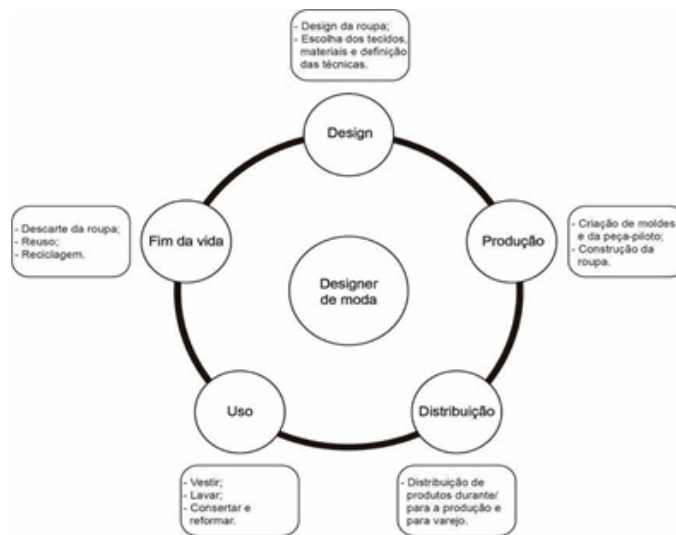 - Design da roupa;
- Escolha dos tecidos,
materiais e definição
das técnicas.
Design
- Descarte da roupa;
- Reuso;
- Reciclagem.
Fim da vida
Produção
- Criação de moldes
e da peça-piloto;
- Construção da
roupa.
Designer
de moda
Uso
Distribuição
- Vestir;
- Lavar;
- Consertar e
reformar.
- Distribuição de
produtos durante/
para a produção e
para varejo.